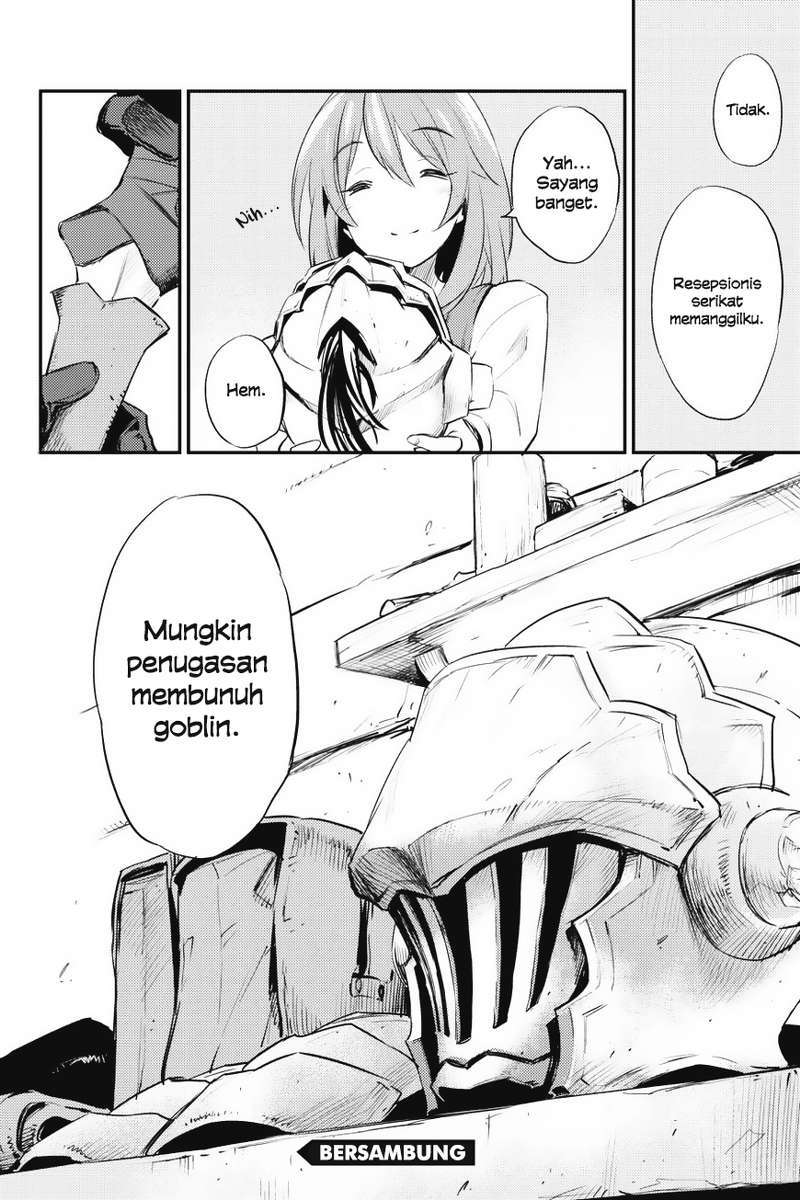 Tidak.
Resepsionis
serikat
memanggilku.
Yah...
Sayang
banget.
Nih...
Hem.
Mungkin
penugasan
membunuh
goblin.
BERSAMBUNG